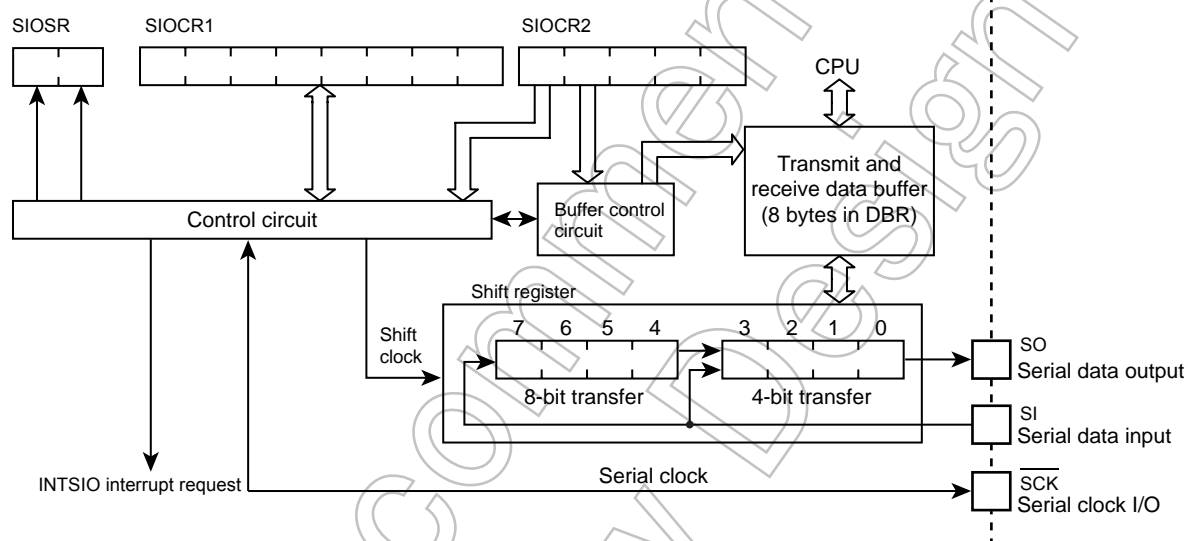 SIOSR
SIOCR1
SIOCR2
CPU
Transmit and
receive data buffer
(8 bytes in DBR)
Control circuit
Buffer control
circuit
Shift register
Shift
clock
7 6 5 4 3 2 1 0
8-bit transfer
4-bit transfer
SO
Serial data output
SI
Serial data input
INTSIO interrupt request
Serial clock
SCK
Serial clock I/O
commen
Design